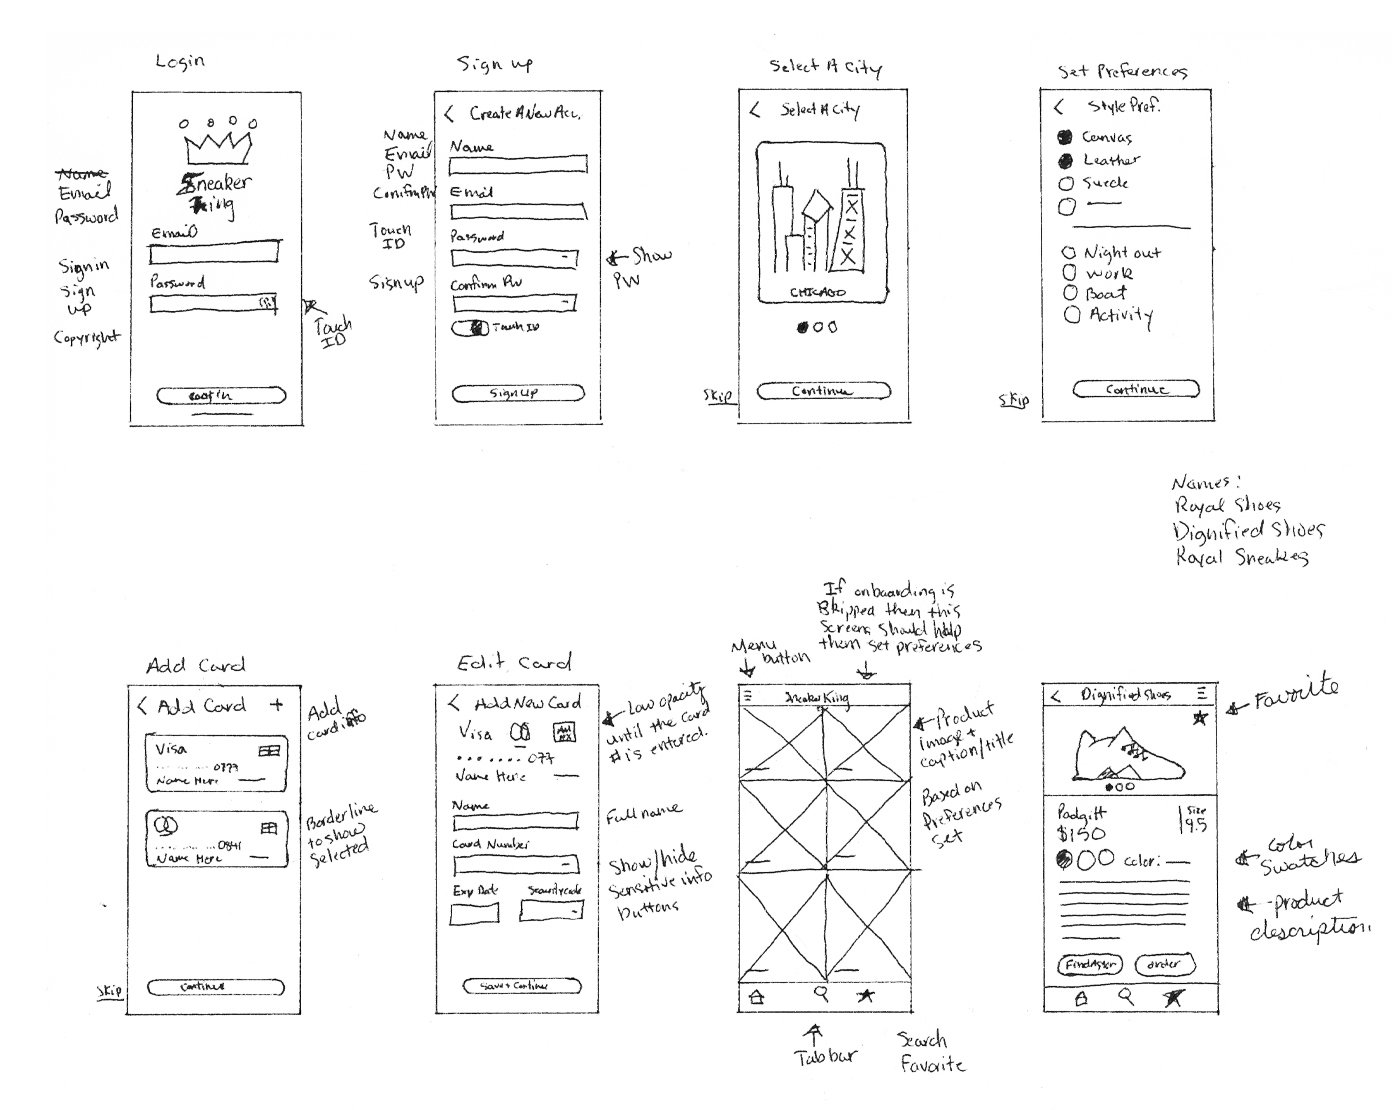 Login
Sneaker
King
Name
Email
Password
Sign in
Sign
up
Copyright
Email
Password
Touch
ID
Sign up
Name
Email
PW
Confirm PW
Touch
ID
Signup
< Create A New Acc.
Name
Email
Password
Confirm PW
Touch ID
Sign Up
← Show
PW
Select A City
< Select A City
CHICAGO
Skip
Continue
Set Preferences
< Style Pref.
Canvas
Leather
Suede
Night out
Work
Boat
Activity
Skip
Continue
Names:
Royal Shoes
Dignified Shoes
Royal Sneakes
Add Card
< Add Card +
Visa
........ 0779
Name Here
........ 0841
Name Here
Skip
Continue
Add
card info
Borderline
to show
selected
Edit Card
< Add New Card
Visa
........ 077
Name Here
Name
Card Number
Exp Date Security code
Save + Continue
← Low opacity
until the card
# is entered.
Full name
Show/hide
Sensitive info
buttons
Menu
button
If onboarding is
Skipped then this
Screen should help
them set preferences
Sneaker King
Product
image +
caption/title
Based on
Preferences
set
Tab bar
Search
Favorite
< Dignified Shoes
Favorite
$150
Size
9.5
Color:
Order
Color
Swatches
-product
description.